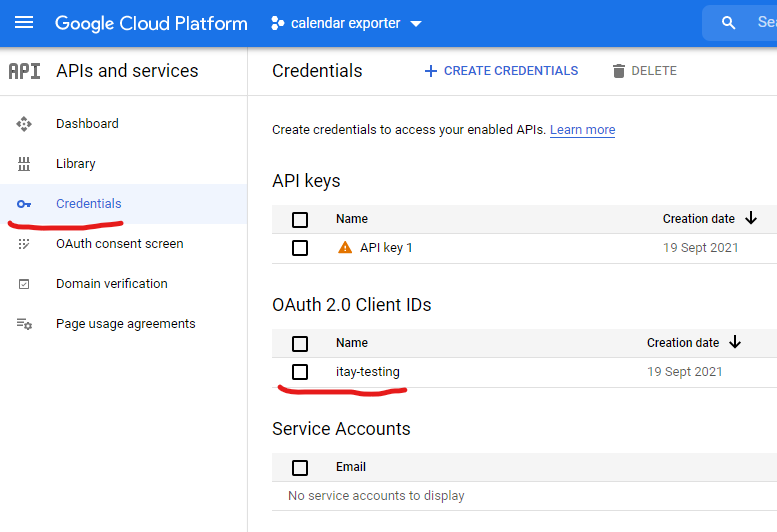 Google Cloud Platform calendar exporter Sea
API APIs and services
Credentials CREATE CREDENTIALS DELETE
Dashboard
Library
Credentials
OAuth consent screen
Domain verification
Page usage agreements
Create credentials to access your enabled APIs. Learn more
API keys
Name Creation date
API key 1 19 Sept 2021
OAuth 2.0 Client IDs
Name Creation date
itay-testing 19 Sept 2021
Service Accounts
Email
No service accounts to display